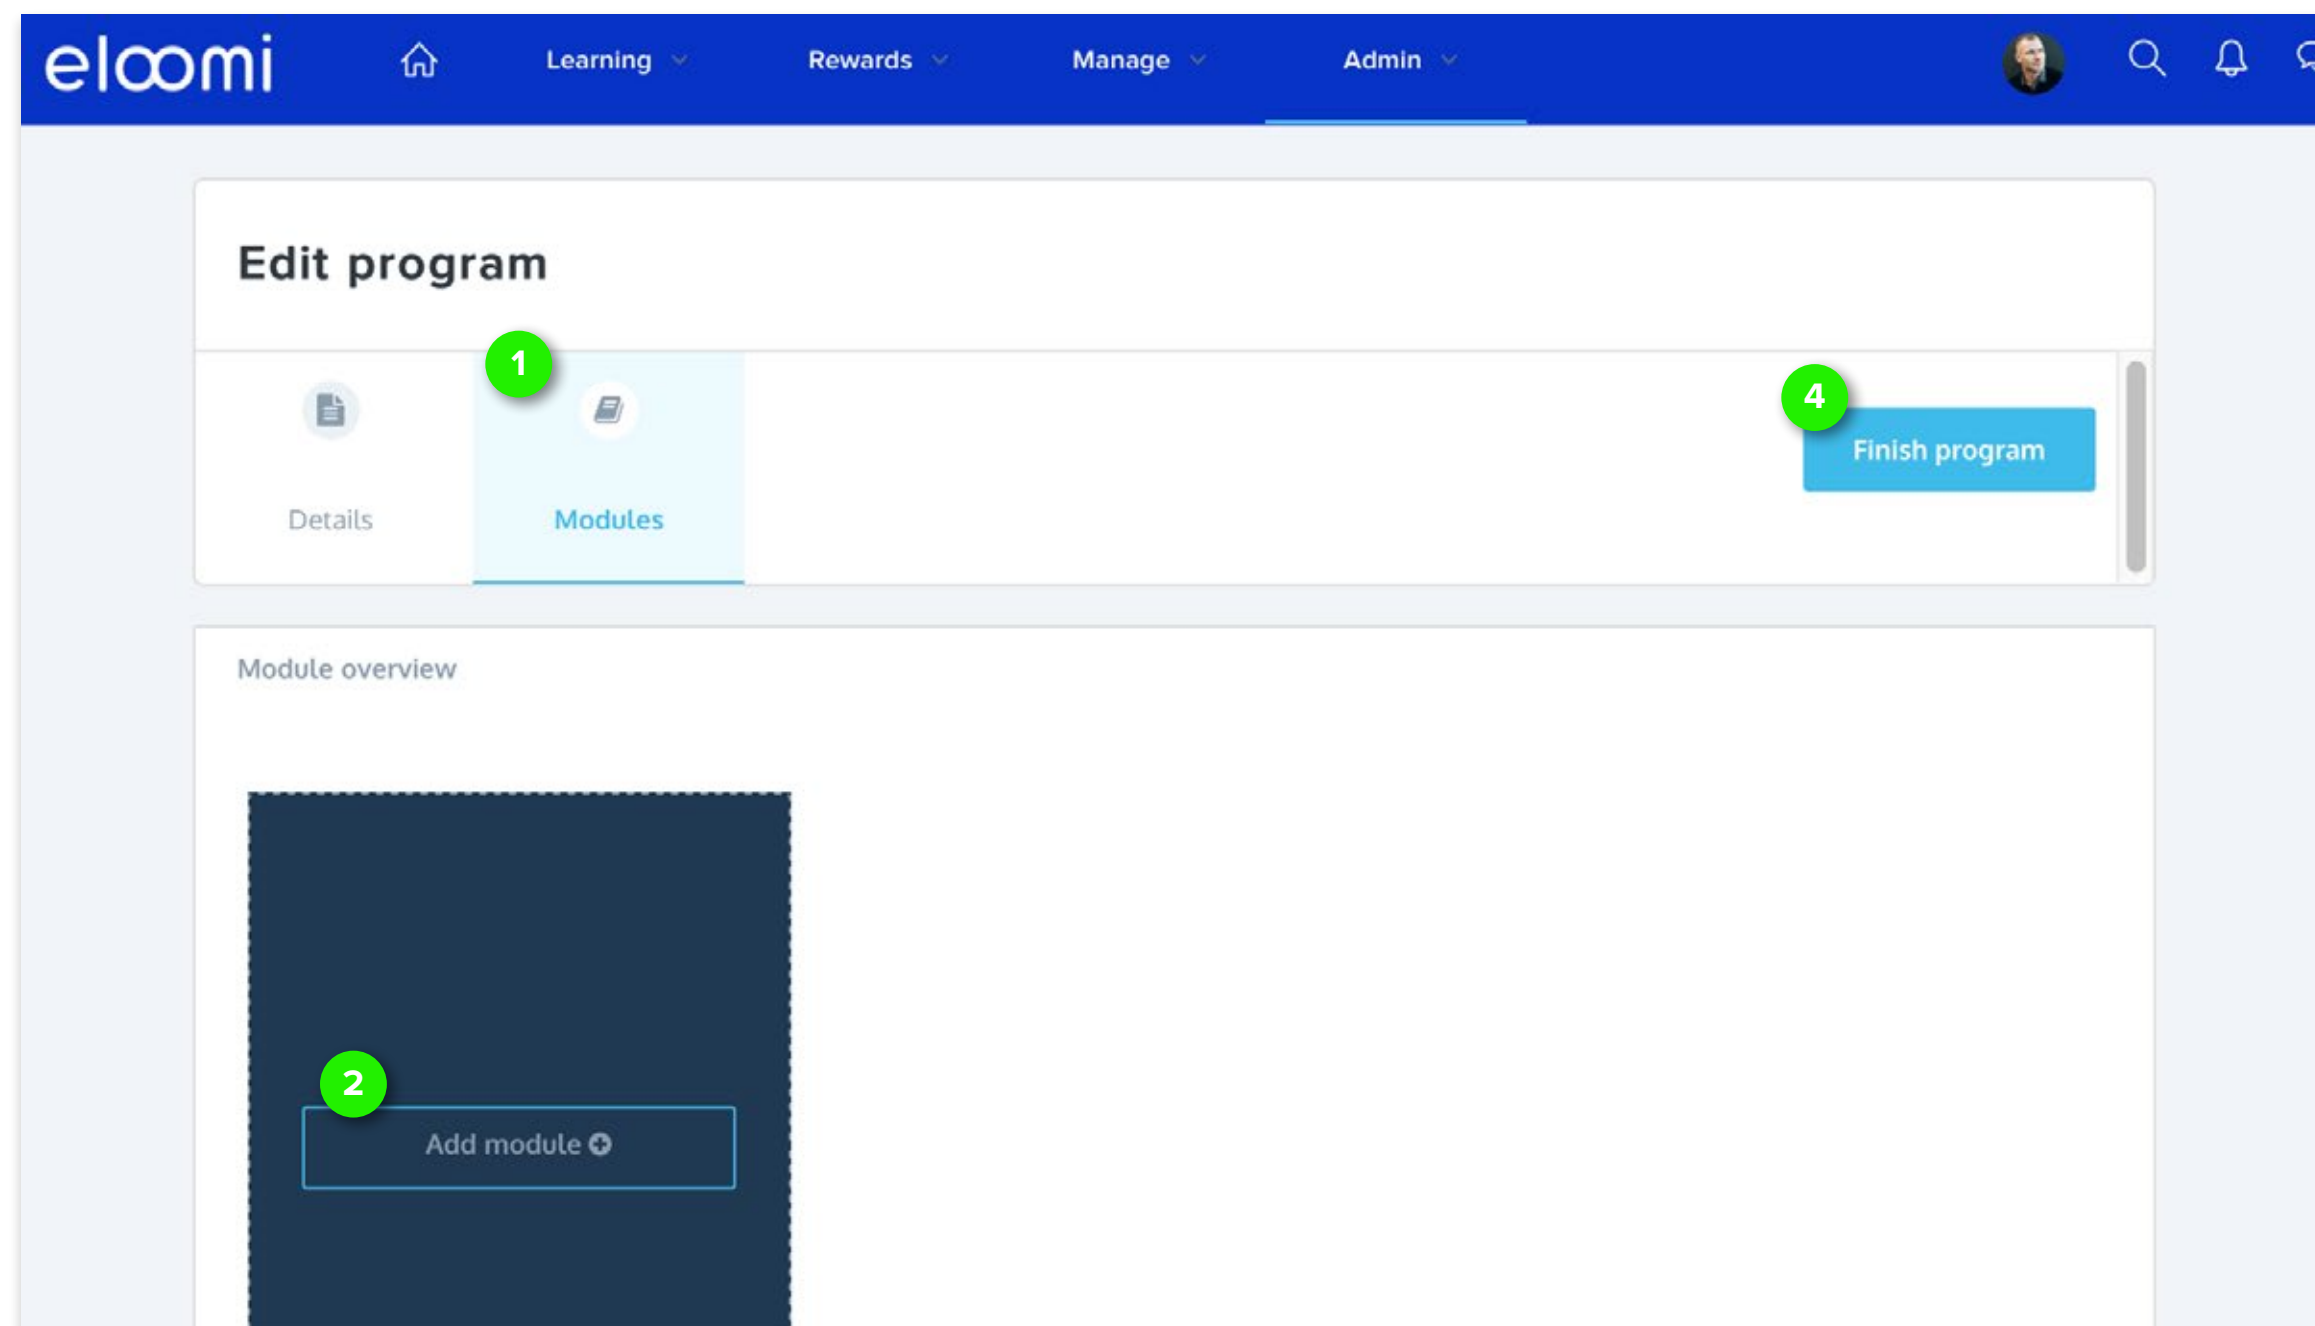 eloomi Learning Rewards Manage Admin
Edit program
1
4
Finish program
Details Modules
Module overview
2
Add module